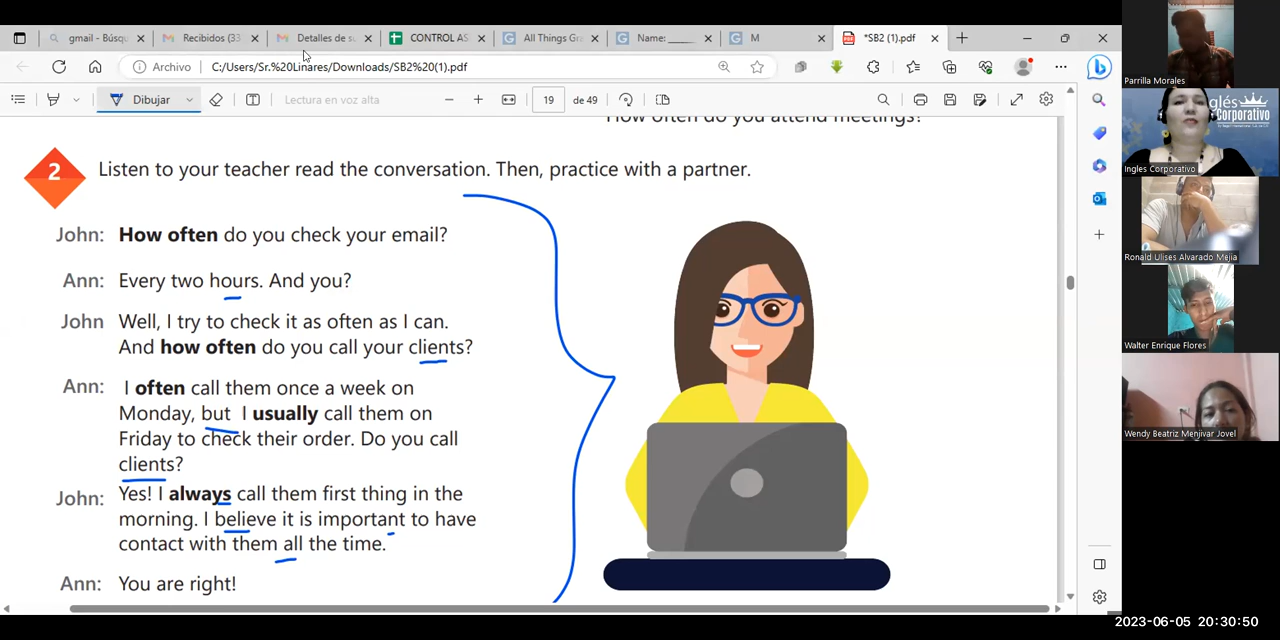 gmail - Búsq
Recibidos (33
Detalles de su
CONTROL AS
All Things Gr
Name: ____
M
*SB2 (1).pdf
Archivo
C:/Users/Sr.%20Linares/Downloads/SB2%20(1).pdf
Dibujar
Lectura en voz alta
19
de 49
How often do you attend meetings?
2
Listen to your teacher read the conversation. Then, practice with a partner.
John: How often do you check your email?
Ann: Every two hours. And you?
John Well, I try to check it as often as I can.
And how often do you call your clients?
Ann: I often call them once a week on
Monday, but I usually call them on
Friday to check their order. Do you call
clients?
John: Yes! I always call them first thing in the
morning. I believe it is important to have
contact with them all the time.
Ann: You are right!
Parrilla Morales
glés
Corporativo
Ingles Corporativo
Ronald Ulises Alvarado Mejia
Walter Enrique Flores
Wendy Beatriz Menjivar Jovel
2023-06-05 20:30:50